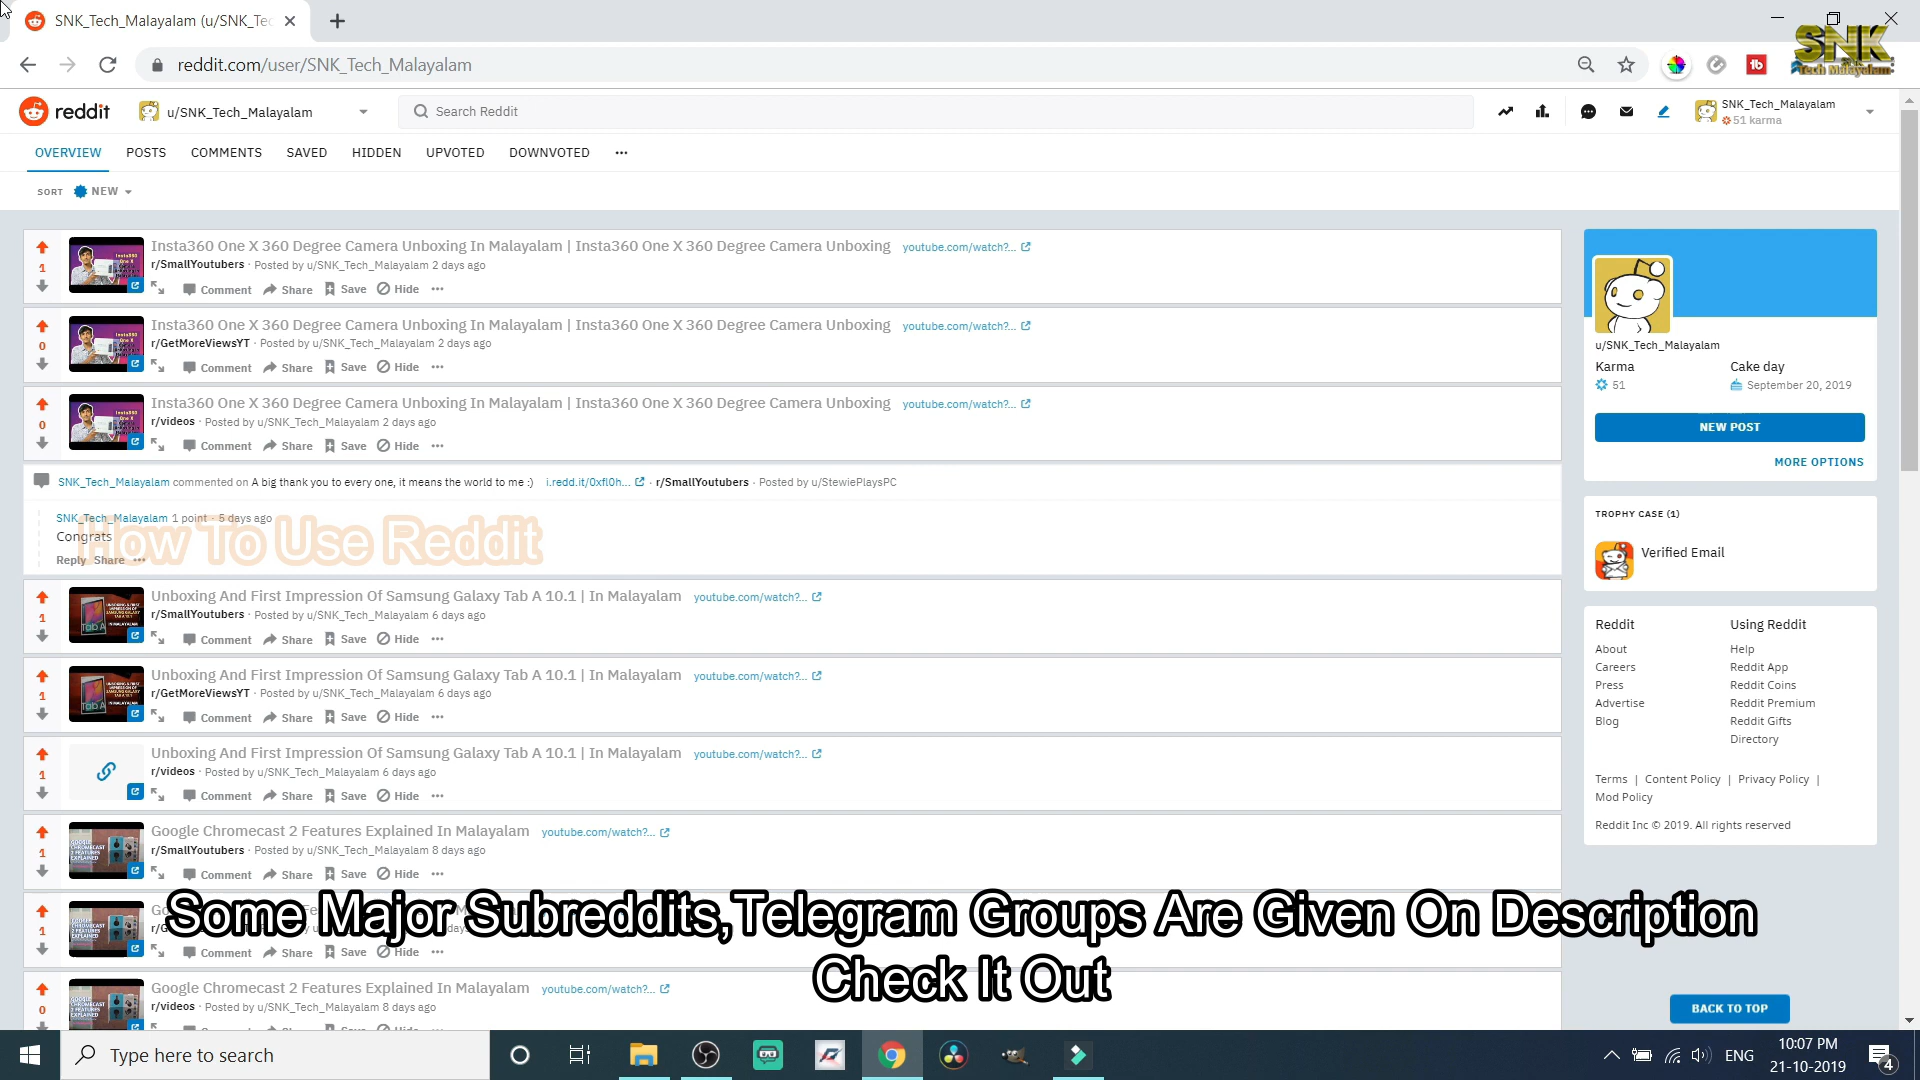 SNK_Tech_Malayalam (u/SNK_Tec
SNK
Tech Malayalam
reddit.com/user/SNK_Tech_Malayalam
reddit
u/SNK_Tech_Malayalam
Search Reddit
SNK_Tech_Malayalam
51 karma
OVERVIEW POSTS COMMENTS SAVED HIDDEN UPVOTED DOWNVOTED
SORT NEW
Insta360 One X 360 Degree Camera Unboxing In Malayalam | Insta360 One X 360 Degree Camera Unboxing youtube.com/watch?...
1
r/SmallYoutubers · Posted by u/SNK_Tech_Malayalam 2 days ago
Comment Share Save Hide
Insta360 One X 360 Degree Camera Unboxing In Malayalam | Insta360 One X 360 Degree Camera Unboxing youtube.com/watch?...
0
r/GetMoreViewsYT · Posted by u/SNK_Tech_Malayalam 2 days ago
Comment Share Save Hide
Insta360 One X 360 Degree Camera Unboxing In Malayalam | Insta360 One X 360 Degree Camera Unboxing youtube.com/watch?...
0
r/videos · Posted by u/SNK_Tech_Malayalam 2 days ago
Comment Share Save Hide
SNK_Tech_Malayalam commented on A big thank you to every one, it means the world to me :) i.redd.it/0xfl0h... · r/SmallYoutubers · Posted by u/StewiePlaysPC
SNK_Tech_Malayalam 1 point · 5 days ago
Congrats
Reply Share
How To Use Reddit
Unboxing And First Impression Of Samsung Galaxy Tab A 10.1 | In Malayalam youtube.com/watch?...
1
r/SmallYoutubers · Posted by u/SNK_Tech_Malayalam 6 days ago
Comment Share Save Hide
Unboxing And First Impression Of Samsung Galaxy Tab A 10.1 | In Malayalam youtube.com/watch?...
1
r/GetMoreViewsYT · Posted by u/SNK_Tech_Malayalam 6 days ago
Comment Share Save Hide
Unboxing And First Impression Of Samsung Galaxy Tab A 10.1 | In Malayalam youtube.com/watch?...
1
r/videos · Posted by u/SNK_Tech_Malayalam 6 days ago
Comment Share Save Hide
Google Chromecast 2 Features Explained In Malayalam youtube.com/watch?...
1
r/SmallYoutubers · Posted by u/SNK_Tech_Malayalam 8 days ago
Comment Share Save Hide
1
Comment Share Save Hide
Some Major Subreddits,Telegram Groups Are Given On Description
Check It Out
Google Chromecast 2 Features Explained In Malayalam youtube.com/watch?...
0
r/videos · Posted by u/SNK_Tech_Malayalam 8 days ago
u/SNK_Tech_Malayalam
Karma Cake day
51 September 20, 2019
NEW POST
MORE OPTIONS
TROPHY CASE (1)
Verified Email
Reddit Using Reddit
About Help
Careers Reddit App
Press Reddit Coins
Advertise Reddit Premium
Blog Reddit Gifts
Directory
Terms | Content Policy | Privacy Policy |
Mod Policy
Reddit Inc © 2019. All rights reserved
BACK TO TOP
Type here to search
ENG
10:07 PM
21-10-2019
4